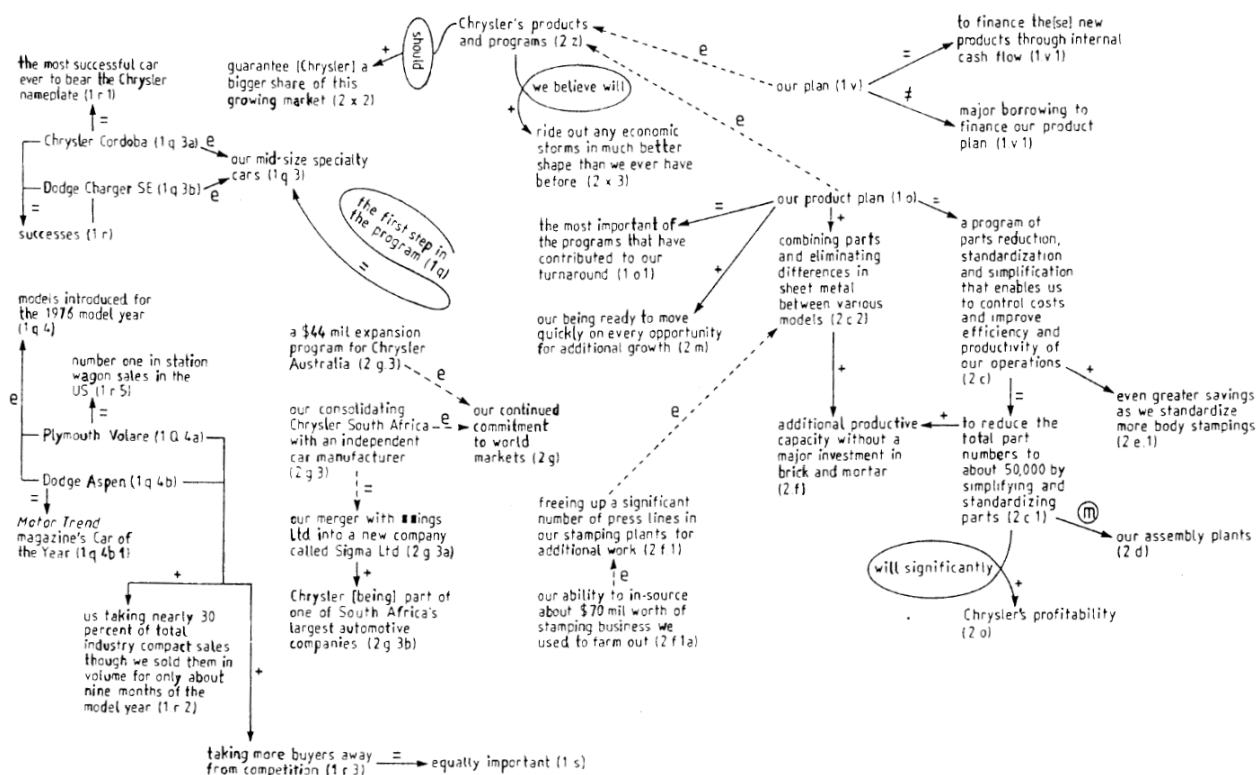 Chrysler's products
and programs (2 z)
should
+
guarantee [Chrysler] a
bigger share of this
growing market (2 x 2)
we believe will
+
ride out any economic
storms in much better
shape than we ever have
before (2 x 3)
e
our plan (1 v)
=
to finance the[se] new
products through internal
cash flow (1 v 1)
≠
major borrowing to
finance our product
plan (1 v 1)
e
the most successful car
ever to bear the Chrysler
nameplate (1 r 1)
=
Chrysler Cordoba (1 q 3a)
e
Dodge Charger SE (1 q 3b)
e
=
successes (1 r)
our mid-size specialty
cars (1 q 3)
the first step in
the program (1 q)
=
our product plan (1 o)
=
the most important of
the programs that have
contributed to our
turnaround (1 o 1)
+
our being ready to move
quickly on every opportunity
for additional growth (2 m)
+
combining parts
and eliminating
differences in
sheet metal
between various
models (2 c 2)
=
a program of
parts reduction,
standardization
and simplification
that enables us
to control costs
and improve
efficiency and
productivity of
our operations
(2 c)
+
even greater savings
as we standardize
more body stampings
(2 e.1)
=
to reduce the
total part
numbers to
about 50,000 by
simplifying and
standardizing
parts (2 c 1)
+
+
additional productive
capacity without a
major investment in
brick and mortar
(2 f)
m
our assembly plants
(2 d)
will significantly
+
Chrysler's profitability
(2 o)
e
freeing up a significant
number of press lines in
our stamping plants for
additional work (2 f 1)
e
our ability to in-source
about $70 mil worth of
stamping business we
used to farm out (2 f 1a)
models introduced for
the 1976 model year
(1 q 4)
e
number one in station
wagon sales in the
US (1 r 5)
=
Plymouth Volare (1 Q 4a)
Dodge Aspen (1 q 4b)
=
Motor Trend
magazine's Car of
the Year (1 q 4b 1)
a $44 mil expansion
program for Chrysler
Australia (2 g 3)
e
our consolidating
Chrysler South Africa
with an independent
car manufacturer
(2 g 3)
e
our continued
commitment
to world
markets (2 g)
=
our merger with
Ltd into a new company
called Sigma Ltd (2 g 3a)
+
Chrysler [being] part of
one of South Africa's
largest automotive
companies (2 g 3b)
+
us taking nearly 30
percent of total
industry compact sales
though we sold them in
volume for only about
nine months of the
model year (1 r 2)
+
taking more buyers away
from competition (1 r 3)
=
equally important (1 s)